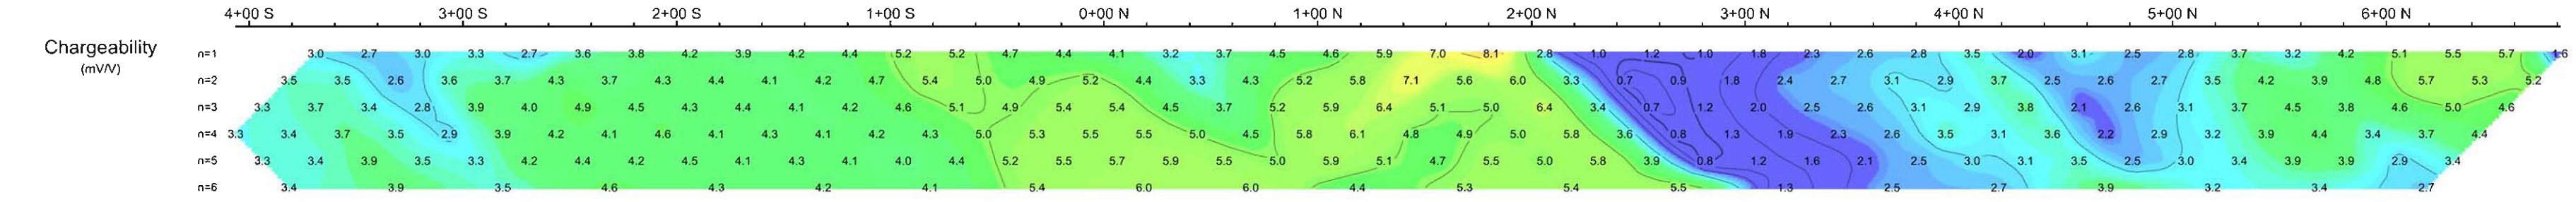 4+00 S 3+00 S 2+00 S 1+00 S 0+00 N 1+00 N 2+00 N 3+00 N 4+00 N 5+00 N 6+00 N
Chargeability
(mV/V)
n=1 3.0 2.7 3.0 3.3 2.7 3.6 3.8 4.2 3.9 4.2 4.4 5.2 5.2 4.7 4.4 4.1 3.2 3.7 4.5 4.6 5.9 7.0 8.1 2.8 1.0 1.2 1.0 1.8 2.3 2.6 2.8 3.5 2.0 3.1 2.5 2.8 3.7 3.2 4.2 5.1 5.5 5.7 1.6
n=2 3.5 3.5 2.6 3.6 3.7 4.3 3.7 4.3 4.4 4.1 4.2 4.7 5.4 5.0 4.9 5.2 4.4 3.3 4.3 5.2 5.8 7.1 5.6 6.0 3.3 0.7 0.9 1.8 2.4 2.7 3.1 2.9 3.7 2.5 2.6 2.7 3.5 4.2 3.9 4.8 5.7 5.3 5.2
n=3 3.3 3.7 3.4 2.8 3.9 4.0 4.9 4.5 4.3 4.4 4.1 4.2 4.6 5.1 4.9 5.4 5.4 4.5 3.7 5.2 5.9 6.4 5.1 5.0 6.4 3.4 0.7 1.2 2.0 2.5 2.6 3.1 2.9 3.8 2.1 2.6 3.1 3.7 4.5 3.8 4.6 5.0 4.6
n=4 3.3 3.4 3.7 3.5 2.9 3.9 4.2 4.1 4.6 4.1 4.3 4.1 4.2 4.3 5.0 5.3 5.5 5.5 5.0 4.5 5.8 6.1 4.8 4.9 5.0 5.8 3.6 0.8 1.3 1.9 2.3 2.6 3.5 3.1 3.6 2.2 2.9 3.2 3.9 4.4 3.4 3.7 4.4
n=5 3.3 3.4 3.9 3.5 3.3 4.2 4.4 4.2 4.5 4.1 4.3 4.1 4.0 4.4 5.2 5.5 5.7 5.9 5.5 5.0 5.9 5.1 4.7 5.5 5.0 5.8 3.9 0.8 1.2 1.6 2.1 2.5 3.0 3.1 3.5 2.5 3.0 3.4 3.9 3.9 2.9 3.4
n=6 3.4 3.9 3.5 4.6 4.3 4.2 4.1 5.4 6.0 6.0 4.4 5.3 5.4 5.5 1.3 2.5 2.7 3.9 3.2 3.4 2.7